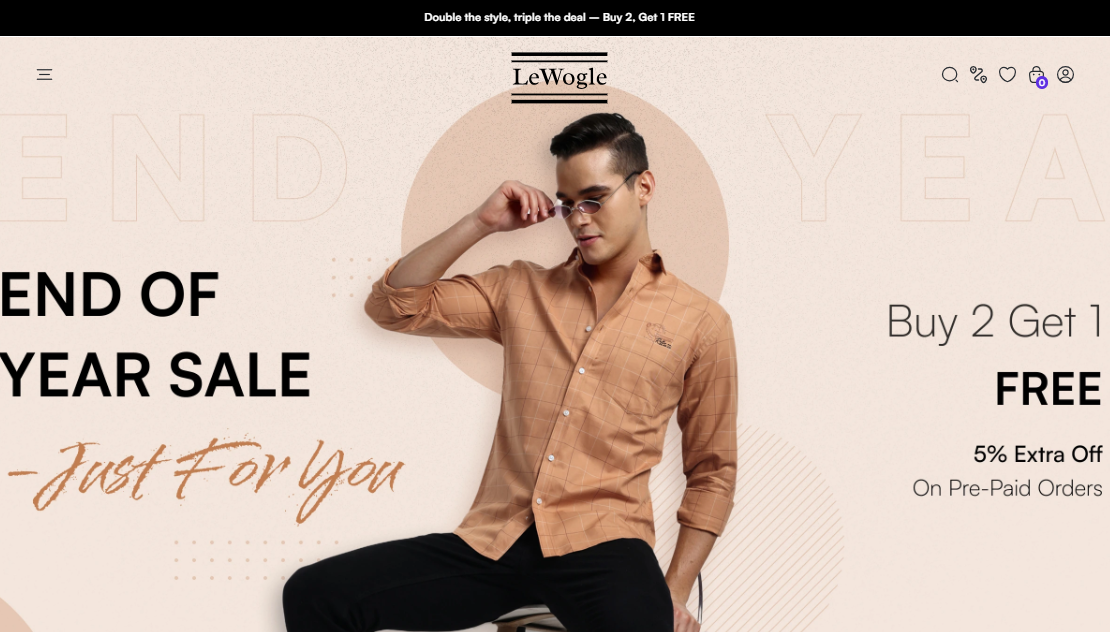 Double the style, triple the deal — Buy 2, Get 1 FREE
LeWogle
0
END YEA
END OF
YEAR SALE
-Just For You
Buy 2 Get 1
FREE
5% Extra Off
On Pre-Paid Orders